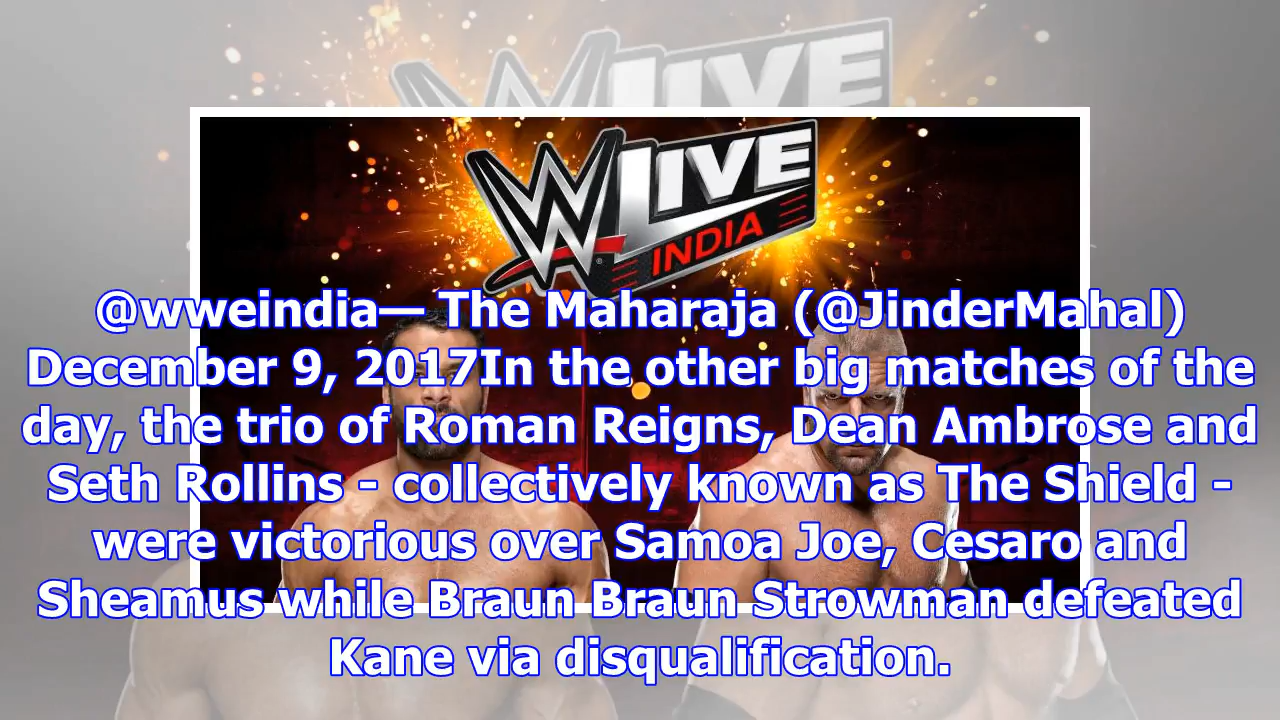 W LIVE
W LIVE
INDIA
@wweindia— The Maharaja (@JinderMahal)
December 9, 2017In the other big matches of the
day, the trio of Roman Reigns, Dean Ambrose and
Seth Rollins - collectively known as The Shield -
were victorious over Samoa Joe, Cesaro and
Sheamus while Braun Braun Strowman defeated
Kane via disqualification.